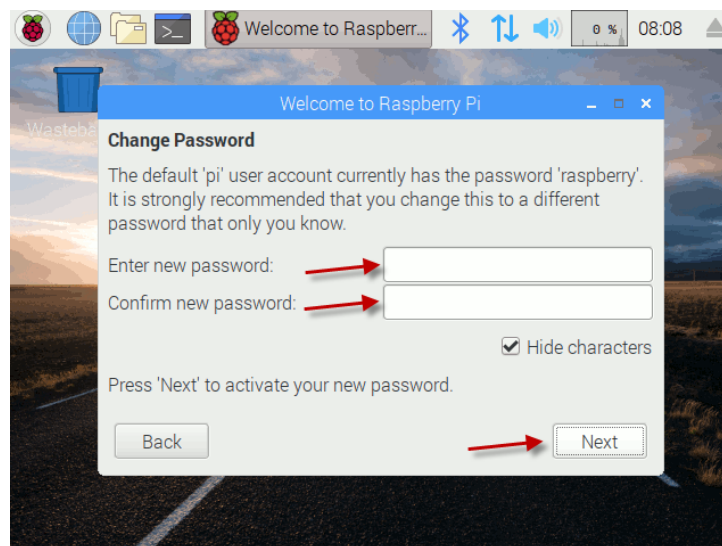 Welcome to Raspberr... 0 % 08:08
Welcome to Raspberry Pi
Change Password
The default 'pi' user account currently has the password 'raspberry'.
It is strongly recommended that you change this to a different
password that only you know.
Enter new password:
Confirm new password:
Hide characters
Press 'Next' to activate your new password.
Back Next